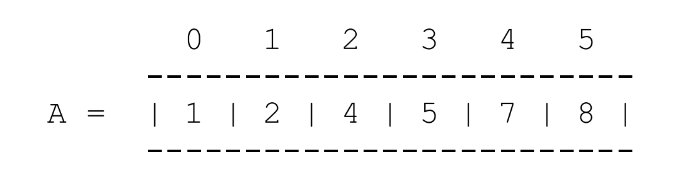 0 1 2 3 4 5
-------------------------
A = | 1 | 2 | 4 | 5 | 7 | 8 |
-------------------------